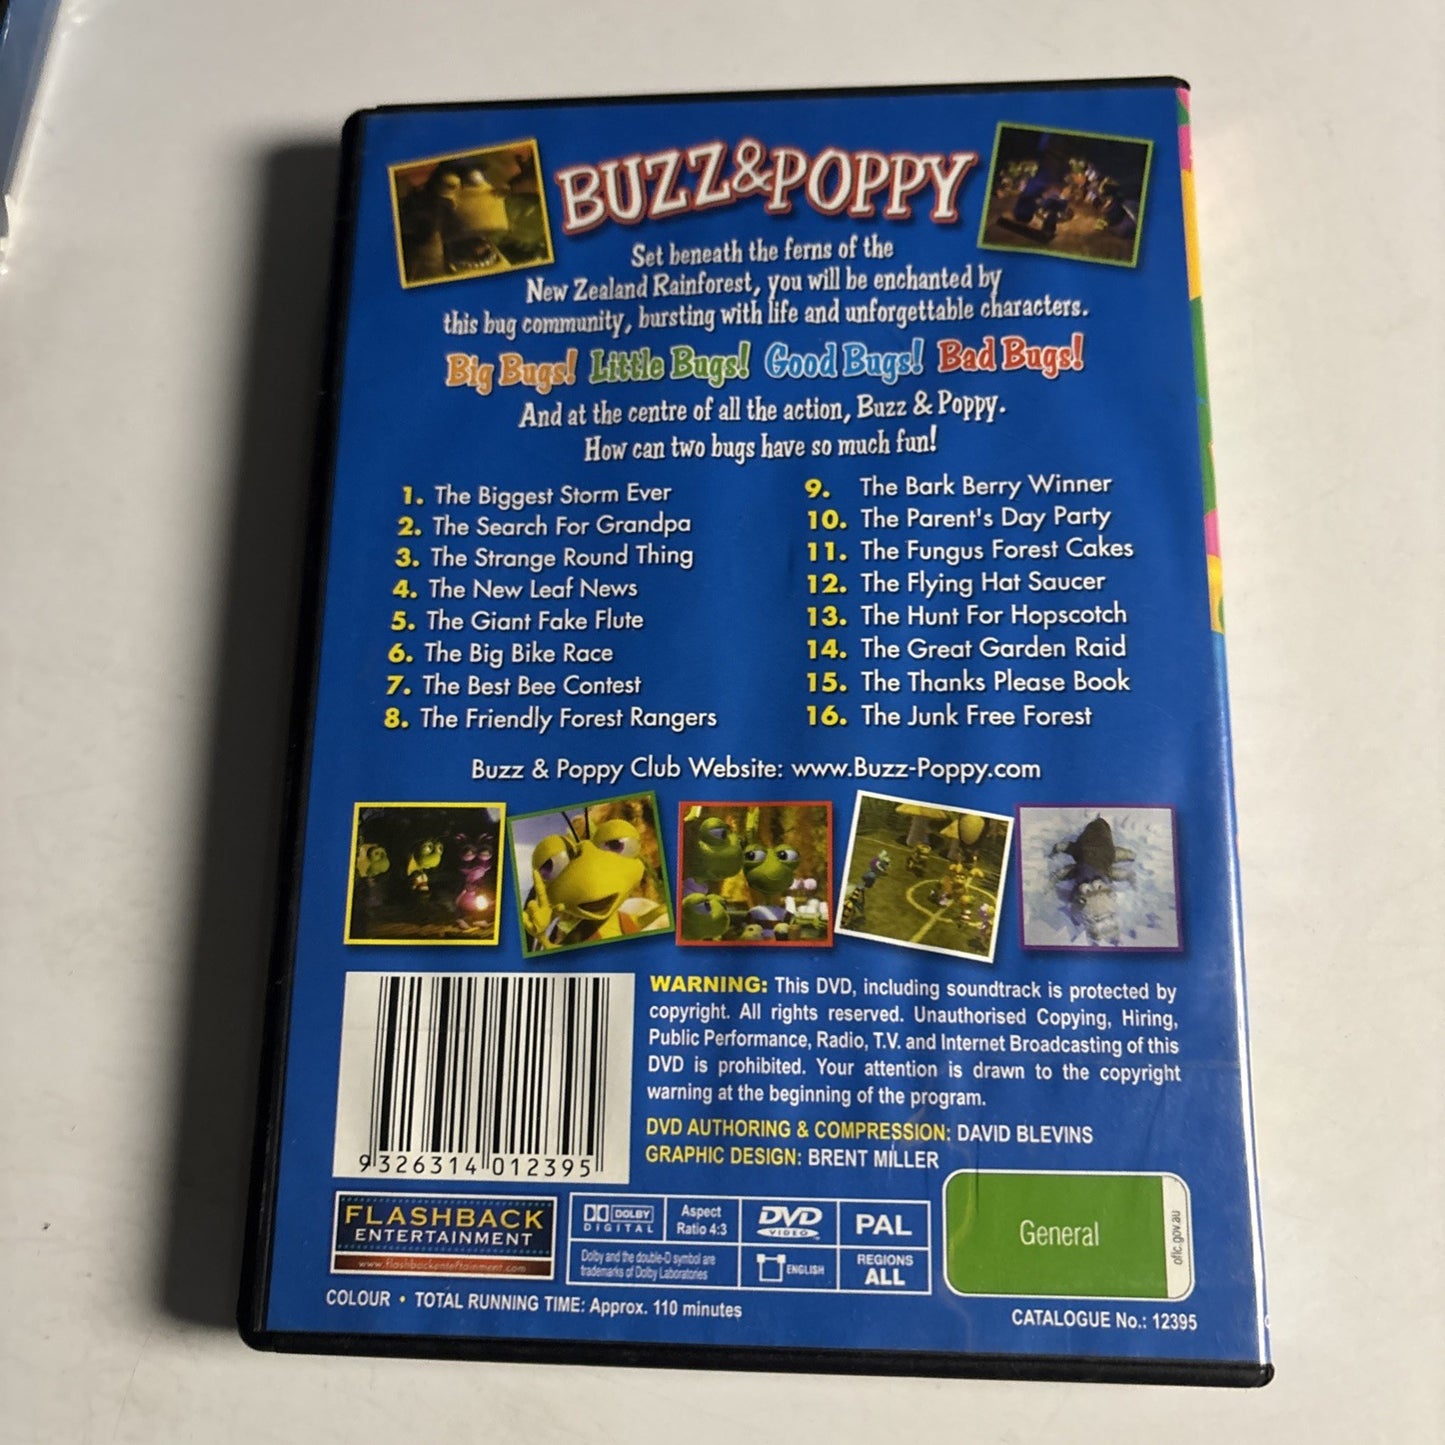 BUZZ&POPPY
Set beneath the ferns of the
New Zealand Rainforest, you will be enchanted by
this bug community, bursting with life and unforgettable characters.
Big Bugs! Little Bugs! Good Bugs! Bad Bugs!
And at the centre of all the action, Buzz & Poppy.
How can two bugs have so much fun!
1. The Biggest Storm Ever
2. The Search For Grandpa
3. The Strange Round Thing
4. The New Leaf News
5. The Giant Fake Flute
6. The Big Bike Race
7. The Best Bee Contest
8. The Friendly Forest Rangers
9. The Bark Berry Winner
10. The Parent's Day Party
11. The Fungus Forest Cakes
12. The Flying Hat Saucer
13. The Hunt For Hopscotch
14. The Great Garden Raid
15. The Thanks Please Book
16. The Junk Free Forest
Buzz & Poppy Club Website: www.Buzz-Poppy.com
WARNING: This DVD, including soundtrack is protected by
copyright. All rights reserved. Unauthorised Copying, Hiring,
Public Performance, Radio, T.V. and Internet Broadcasting of this
DVD is prohibited. Your attention is drawn to the copyright
warning at the beginning of the program.
DVD AUTHORING & COMPRESSION: DAVID BLEVINS
GRAPHIC DESIGN: BRENT MILLER
9 326314 012395
FLASHBACK
ENTERTAINMENT
www.flashbackentertainment.com
DOLBY
DIGITAL
Aspect
Ratio 4:3
DVD
VIDEO
PAL
Dolby and the double-D symbol are
trademarks of Dolby Laboratories
ENGLISH
REGIONS
ALL
General
oflc.gov.au
COLOUR • TOTAL RUNNING TIME: Approx. 110 minutes
CATALOGUE No.: 12395